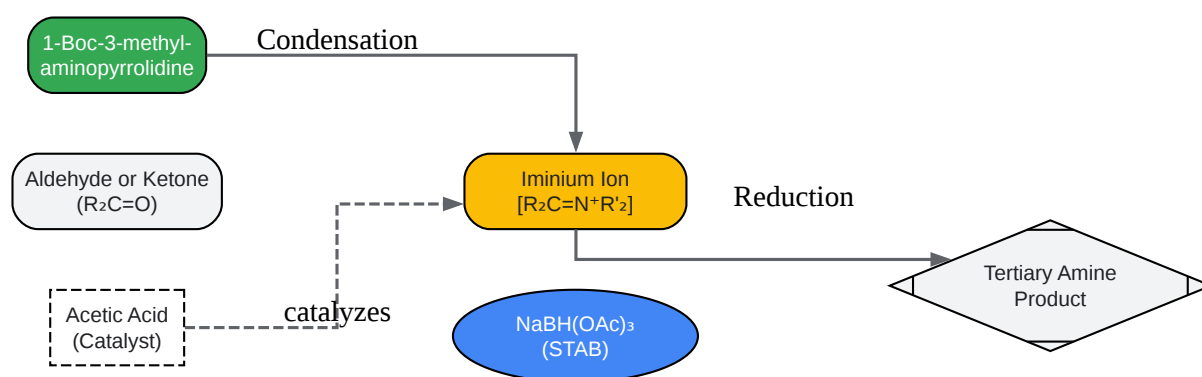 1-Boc-3-methyl-
aminopyrrolidine
Condensation
Aldehyde or Ketone
(R₂C=O)
Iminium Ion
[R₂C=N⁺R'₂]
Reduction
Acetic Acid
(Catalyst)
catalyzes
NaBH(OAc)₃
(STAB)
Tertiary Amine
Product